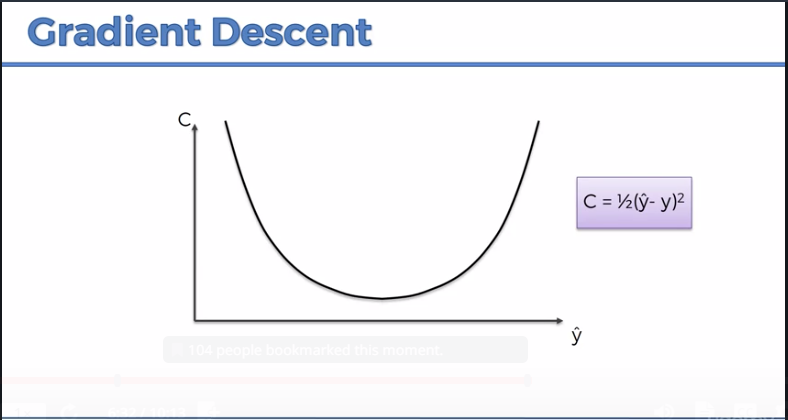 Gradient Descent
C
C = ½(ŷ- y)²
ŷ
104 people bookmarked this moment.